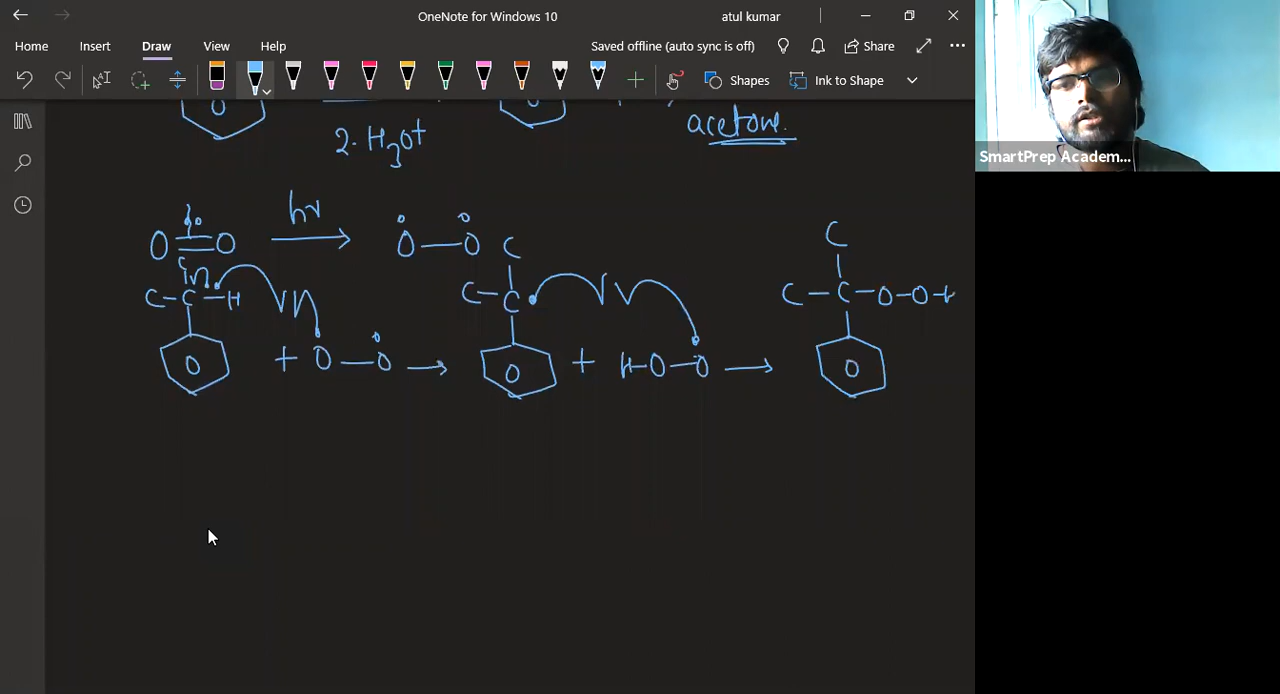 OneNote for Windows 10
atul kumar
Home Insert Draw View Help
Saved offline (auto sync is off)
Share
Shapes
Ink to Shape
SmartPrep Academ...
acetone.
2. H3O+
hν
O=O
O—O
C
C—C—H
C
C—C
C
C—C—O—O—H
+ O—O →
+ H—O—O →